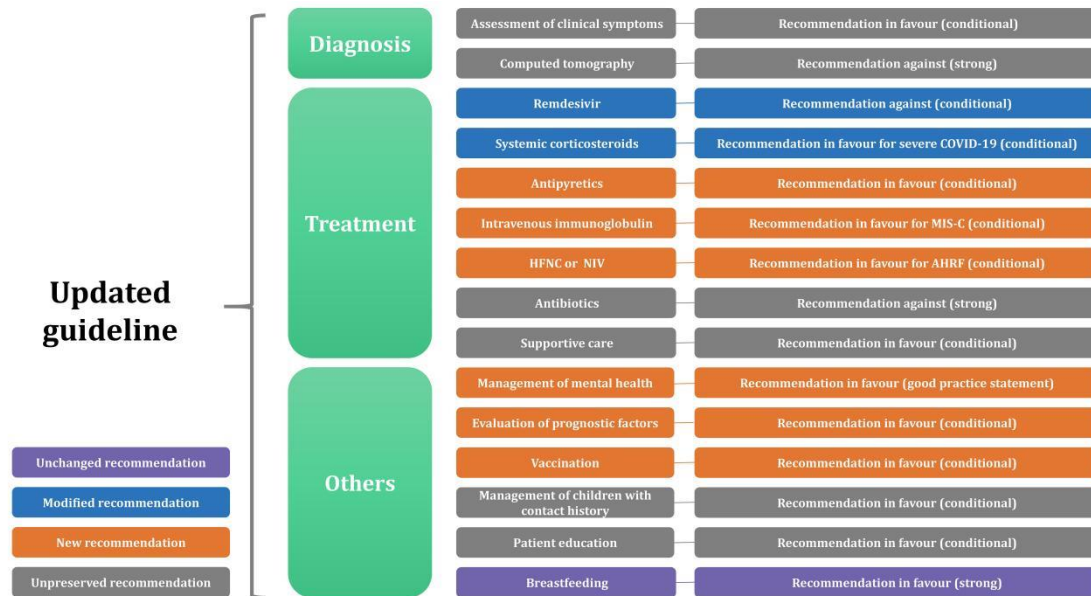 Updated
guideline
Unchanged recommendation
Modified recommendation
New recommendation
Unpreserved recommendation
Diagnosis
Assessment of clinical symptoms
Recommendation in favour (conditional)
Computed tomography
Recommendation against (strong)
Treatment
Remdesivir
Recommendation against (conditional)
Systemic corticosteroids
Recommendation in favour for severe COVID-19 (conditional)
Antipyretics
Recommendation in favour (conditional)
Intravenous immunoglobulin
Recommendation in favour for MIS-C (conditional)
HFNC or NIV
Recommendation in favour for AHRF (conditional)
Antibiotics
Recommendation against (strong)
Supportive care
Recommendation in favour (conditional)
Others
Management of mental health
Recommendation in favour (good practice statement)
Evaluation of prognostic factors
Recommendation in favour (conditional)
Vaccination
Recommendation in favour (conditional)
Management of children with
contact history
Recommendation in favour (conditional)
Patient education
Recommendation in favour (conditional)
Breastfeeding
Recommendation in favour (strong)